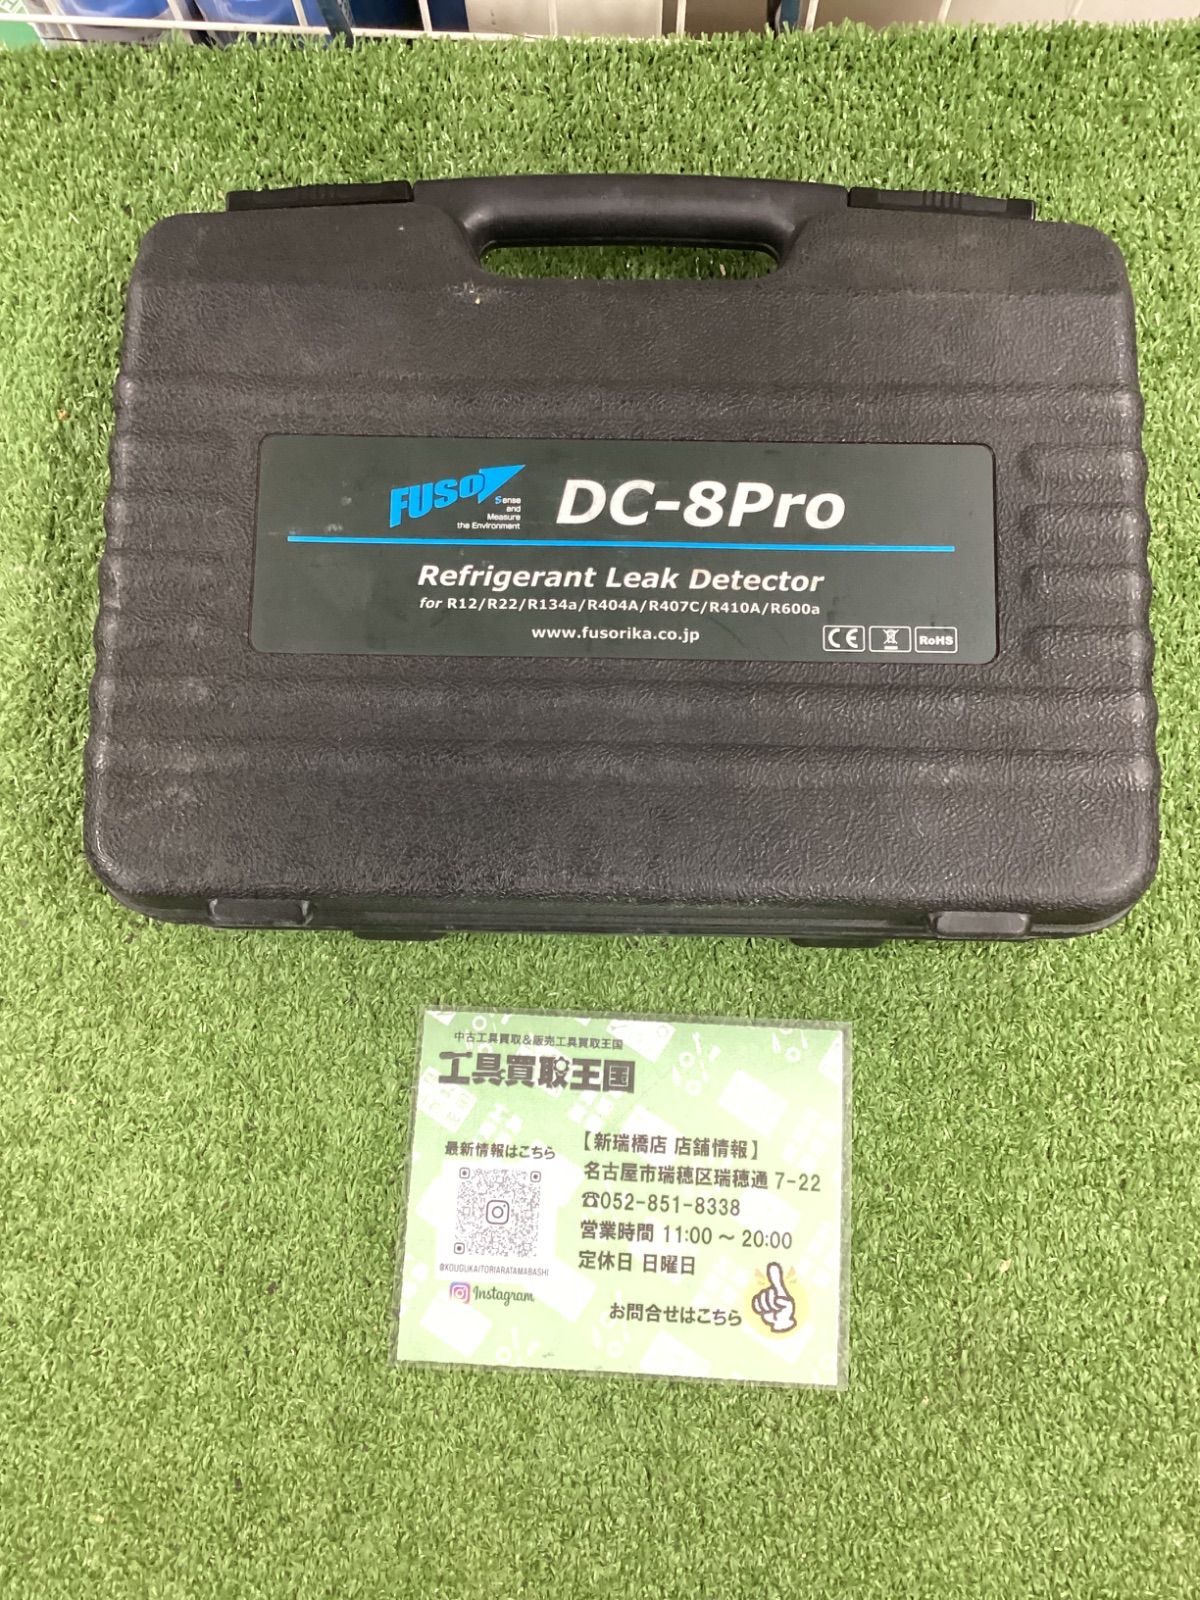 FUSO
Sense
and
Measure
the Environment
DC-8Pro
Refrigerant Leak Detector
for R12/R22/R134a/R404A/R407C/R410A/R600a
www.fusorika.co.jp
CE
RoHS
中古工具買取&販売工具買取王国
工具買取王国
最新情報はこちら
@KOUGUKAITORIARATAMABASHI
Instagram
【新瑞橋店 店舗情報】
名古屋市瑞穂区瑞穂通 7-22
☎052-851-8338
営業時間 11:00 ~ 20:00
定休日 日曜日
お問合せはこちら